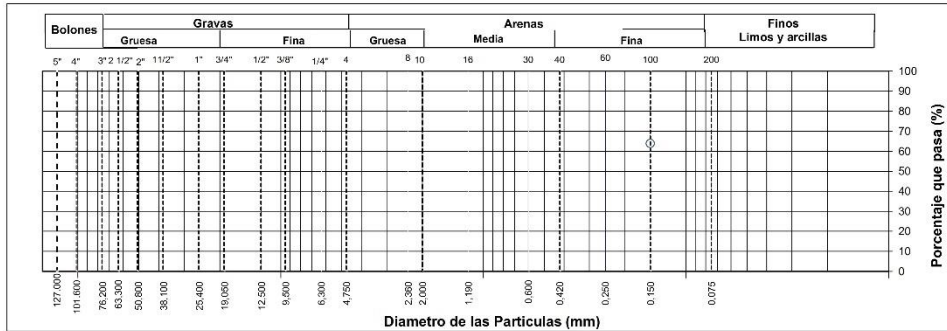 Bolones
Gravas
Arenas
Finos
Gruesa
Fina
Gruesa
Media
Fina
Limos y arcillas
5" 4" 3" 2 1/2" 2" 11/2" 1" 3/4" 1/2" 3/8" 1/4" 4 8 10 16 30 40 60 100 200
100
90
80
70
60
50
40
30
20
10
0
Porcentaje que pasa (%)
127.000 101.600 76.200 63.300 50.800 38.100 25.400 19.050 12.500 9.500 6.300 4,750 2.360 2.000 1,190 0.600 0.420 0.250 0.150 0.075
Diametro de las Particulas (mm)